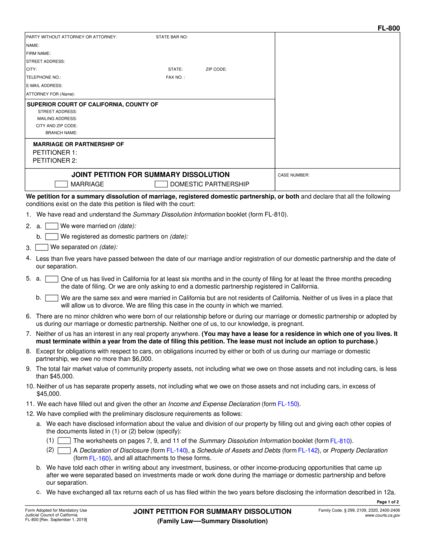 FL-800
PARTY WITHOUT ATTORNEY OR ATTORNEY: STATE BAR NO:
NAME:
FIRM NAME:
STREET ADDRESS:
CITY: STATE: ZIP CODE:
TELEPHONE NO.: FAX NO. :
E-MAIL ADDRESS:
ATTORNEY FOR (Name):
SUPERIOR COURT OF CALIFORNIA, COUNTY OF
STREET ADDRESS:
MAILING ADDRESS:
CITY AND ZIP CODE:
BRANCH NAME:
MARRIAGE OR PARTNERSHIP OF
PETITIONER 1:
PETITIONER 2:
JOINT PETITION FOR SUMMARY DISSOLUTION
MARRIAGE DOMESTIC PARTNERSHIP
CASE NUMBER:
We petition for a summary dissolution of marriage, registered domestic partnership, or both and declare that all the following
conditions exist on the date this petition is filed with the court:
1. We have read and understand the Summary Dissolution Information booklet (form FL-810).
2. a. We were married on (date):
b. We registered as domestic partners on (date):
3. We separated on (date):
4. Less than five years have passed between the date of our marriage and/or registration of our domestic partnership and the date of
our separation.
5. a. One of us has lived in California for at least six months and in the county of filing for at least the three months preceding
the date of filing. Or we are only asking to end a domestic partnership registered in California.
b. We are the same sex and were married in California but are not residents of California. Neither of us lives in a place that
will allow us to divorce. We are filing this case in the county in which we married.
6. There are no minor children who were born of our relationship before or during our marriage or domestic partnership or adopted by
us during our marriage or domestic partnership. Neither one of us, to our knowledge, is pregnant.
7. Neither of us has an interest in any real property anywhere. (You may have a lease for a residence in which one of you lives. It
must terminate within a year from the date of filing this petition. The lease must not include an option to purchase.)
8. Except for obligations with respect to cars, on obligations incurred by either or both of us during our marriage or domestic
partnership, we owe no more than $6,000.
9. The total fair market value of community property assets, not including what we owe on those assets and not including cars, is less
than $45,000.
10. Neither of us has separate property assets, not including what we owe on those assets and not including cars, in excess of
$45,000.
11. We each have filled out and given the other an Income and Expense Declaration (form FL-150).
12. We have complied with the preliminary disclosure requirements as follows:
a. We each have disclosed information about the value and division of our property by filling out and giving each other copies of
the documents listed in (1) or (2) below (specify):
(1) The worksheets on pages 7, 9, and 11 of the Summary Dissolution Information booklet (form FL-810).
(2) A Declaration of Disclosure (form FL-140), a Schedule of Assets and Debts (form FL-142), or Property Declaration
(form FL-160), and all attachments to these forms.
b. We have told each other in writing about any investment, business, or other income-producing opportunities that came up
after we were separated based on investments made or work done during the marriage or domestic partnership and before
our separation.
c. We have exchanged all tax returns each of us has filed within the two years before disclosing the information described in 12a.
Page 1 of 2
Form Adopted for Mandatory Use
Judicial Council of California
FL-800 [Rev. September 1, 2019]
JOINT PETITION FOR SUMMARY DISSOLUTION
(Family Law—Summary Dissolution)
Family Code, § 299, 2109, 2320, 2400-2406
www.courts.ca.gov